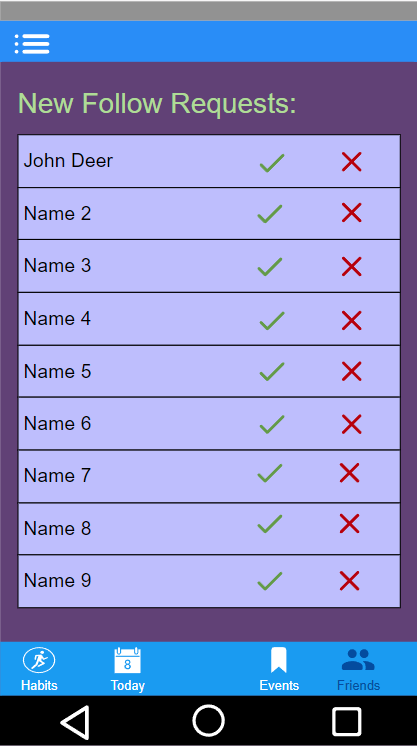 New Follow Requests:
John Deer
Name 2
Name 3
Name 4
Name 5
Name 6
Name 7
Name 8
Name 9
8
Habits Today Events Friends